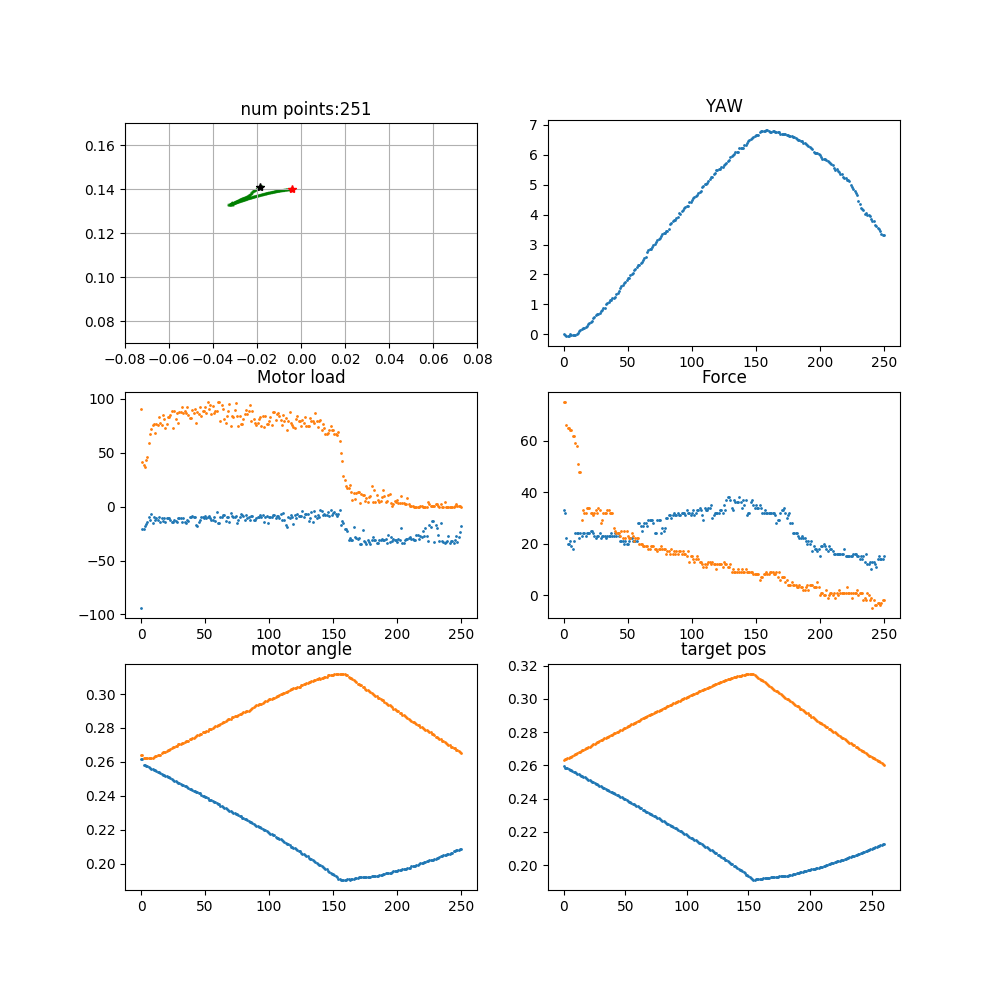 num points:251
0.16
0.14
0.12
0.10
0.08
−0.08 −0.06 −0.04 −0.02 0.00 0.02 0.04 0.06 0.08
YAW
7
6
5
4
3
2
1
0
0 50 100 150 200 250
Motor load
100
50
0
−50
−100
0 50 100 150 200 250
Force
60
40
20
0
0 50 100 150 200 250
motor angle
0.30
0.28
0.26
0.24
0.22
0.20
0 50 100 150 200 250
target pos
0.32
0.30
0.28
0.26
0.24
0.22
0.20
0 50 100 150 200 250